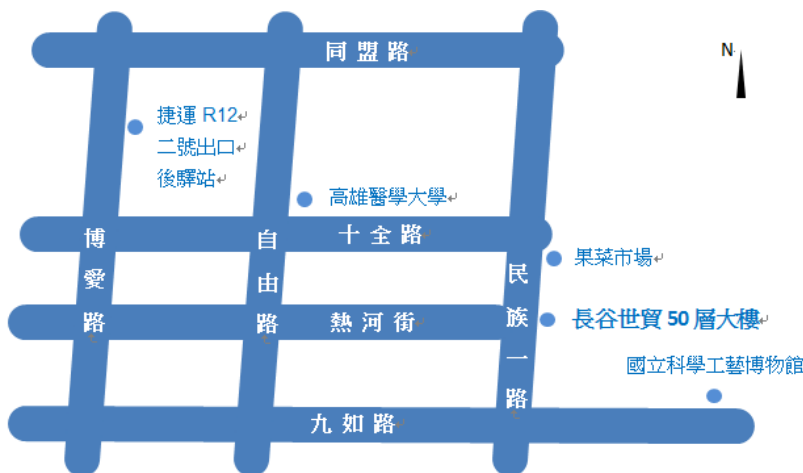 同盟路
N
捷運 R12
二號出口
後驛站
高雄醫學大學
博愛路
自由路
十全路
民族一路
果菜市場
熱河街
長谷世貿 50 層大樓
國立科學工藝博物館
九如路